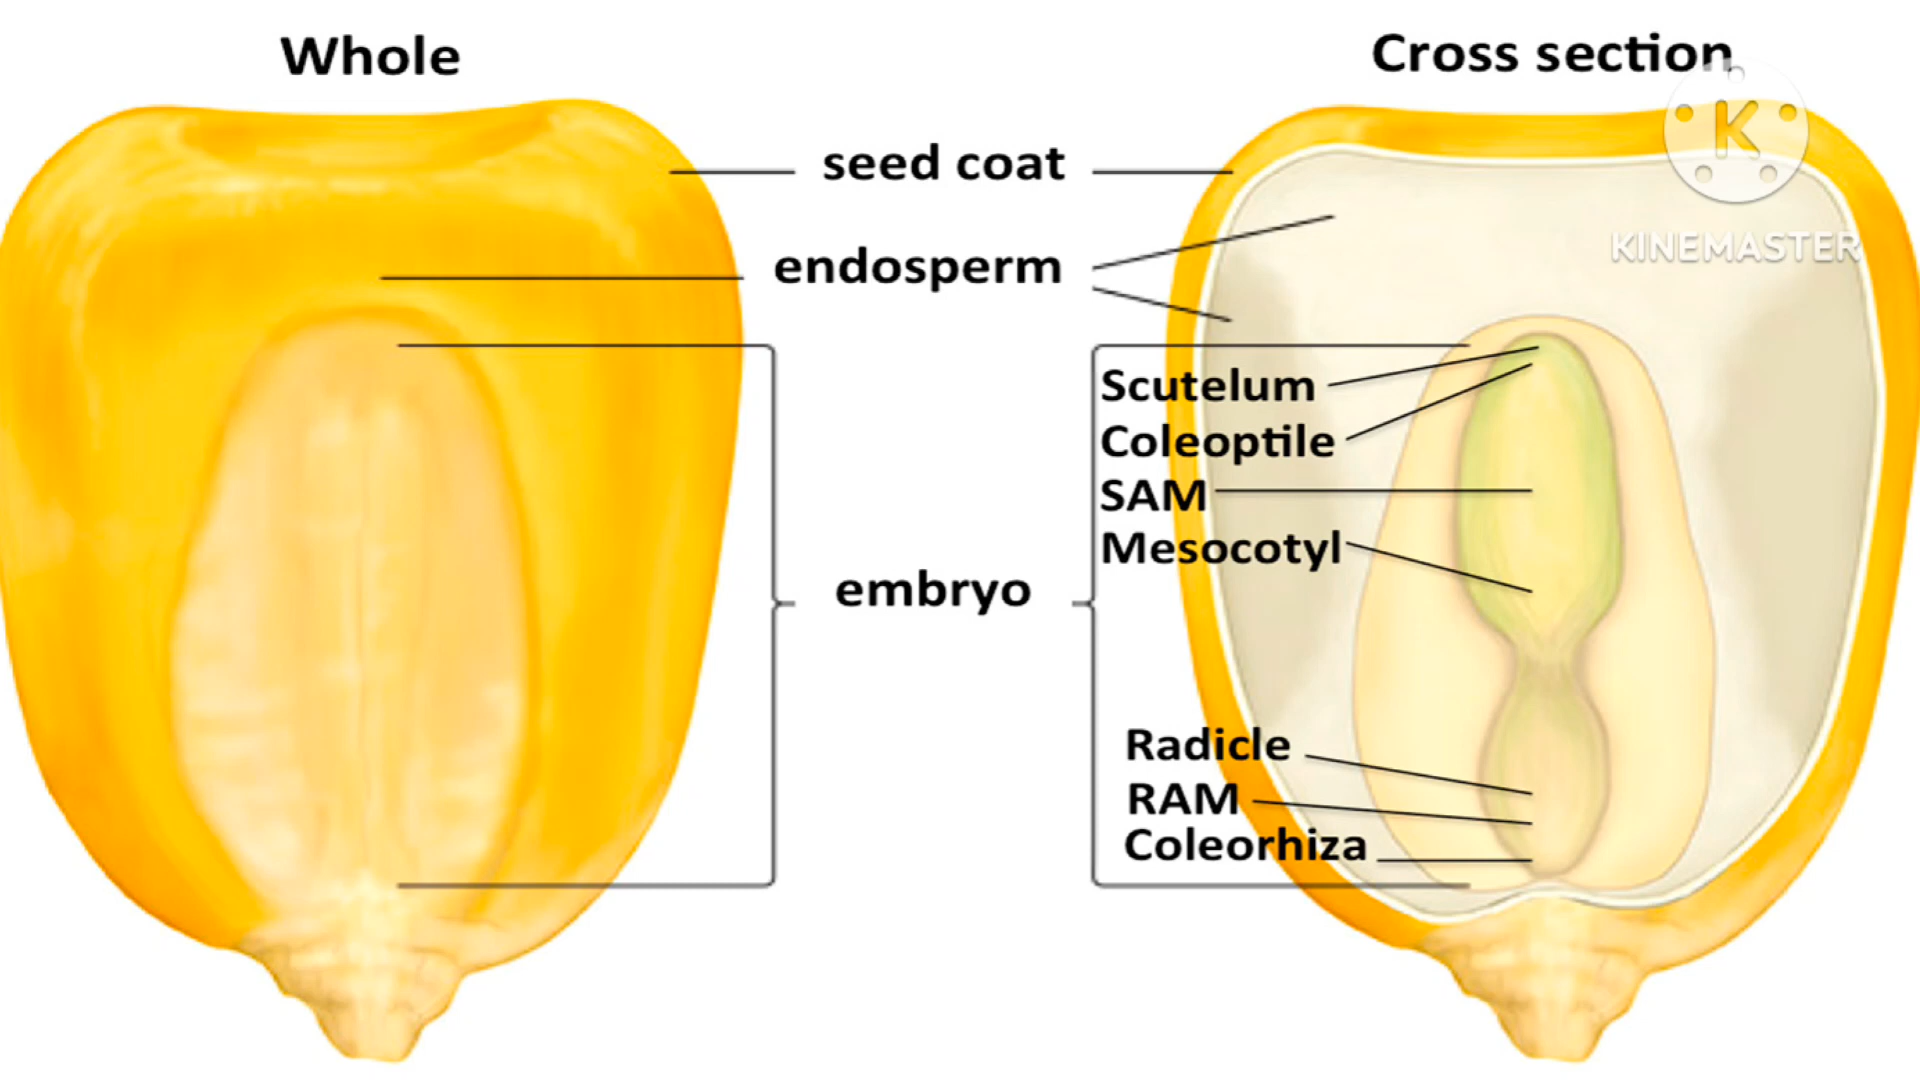 Whole
Cross section
seed coat
endosperm
embryo
Scutelum
Coleoptile
SAM
Mesocotyl
Radicle
RAM
Coleorhiza
K
KINEMASTER